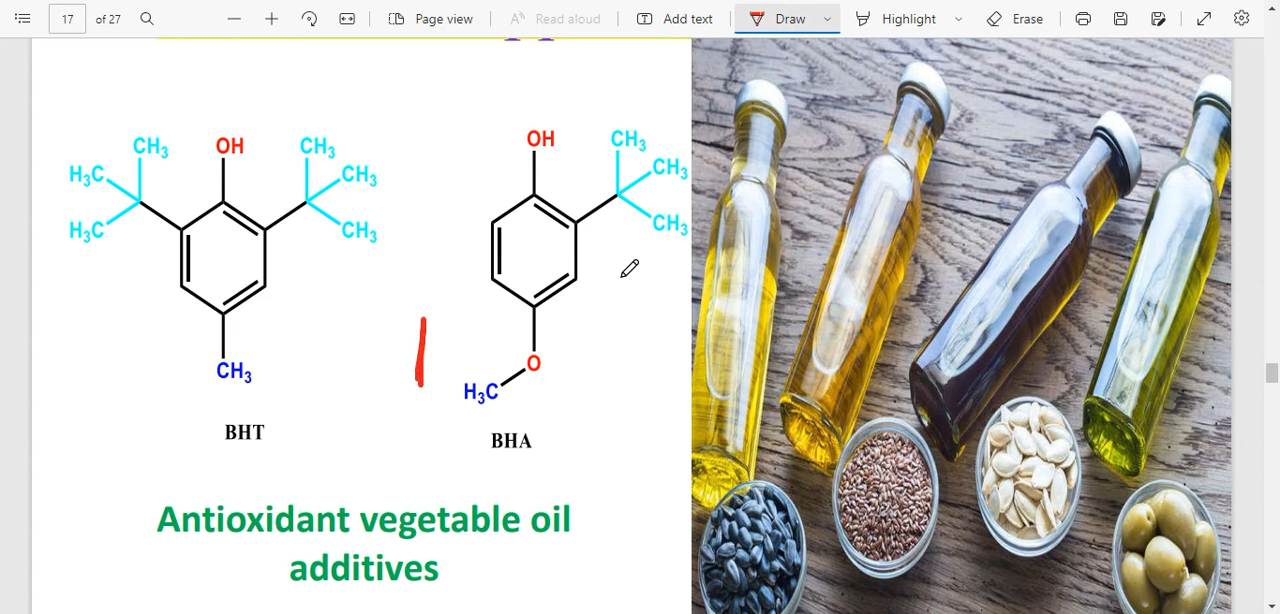 17 of 27 Page view Read aloud Add text Draw Highlight Erase
CH3 OH CH3
H3C CH3
H3C CH3
CH3
BHT
OH CH3
CH3
CH3
O
H3C
BHA
Antioxidant vegetable oil
additives